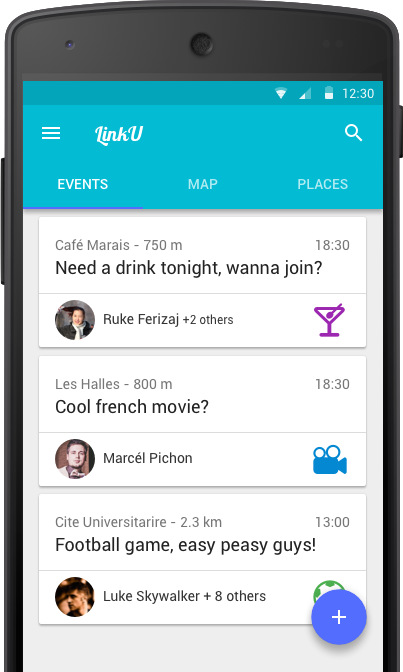 12:30
LinkU
EVENTS MAP PLACES
Café Marais - 750 m 18:30
Need a drink tonight, wanna join?
Ruke Ferizaj +2 others
Les Halles - 800 m 18:30
Cool french movie?
Marcél Pichon
Cite Universitarire - 2.3 km 13:00
Football game, easy peasy guys!
Luke Skywalker + 8 others